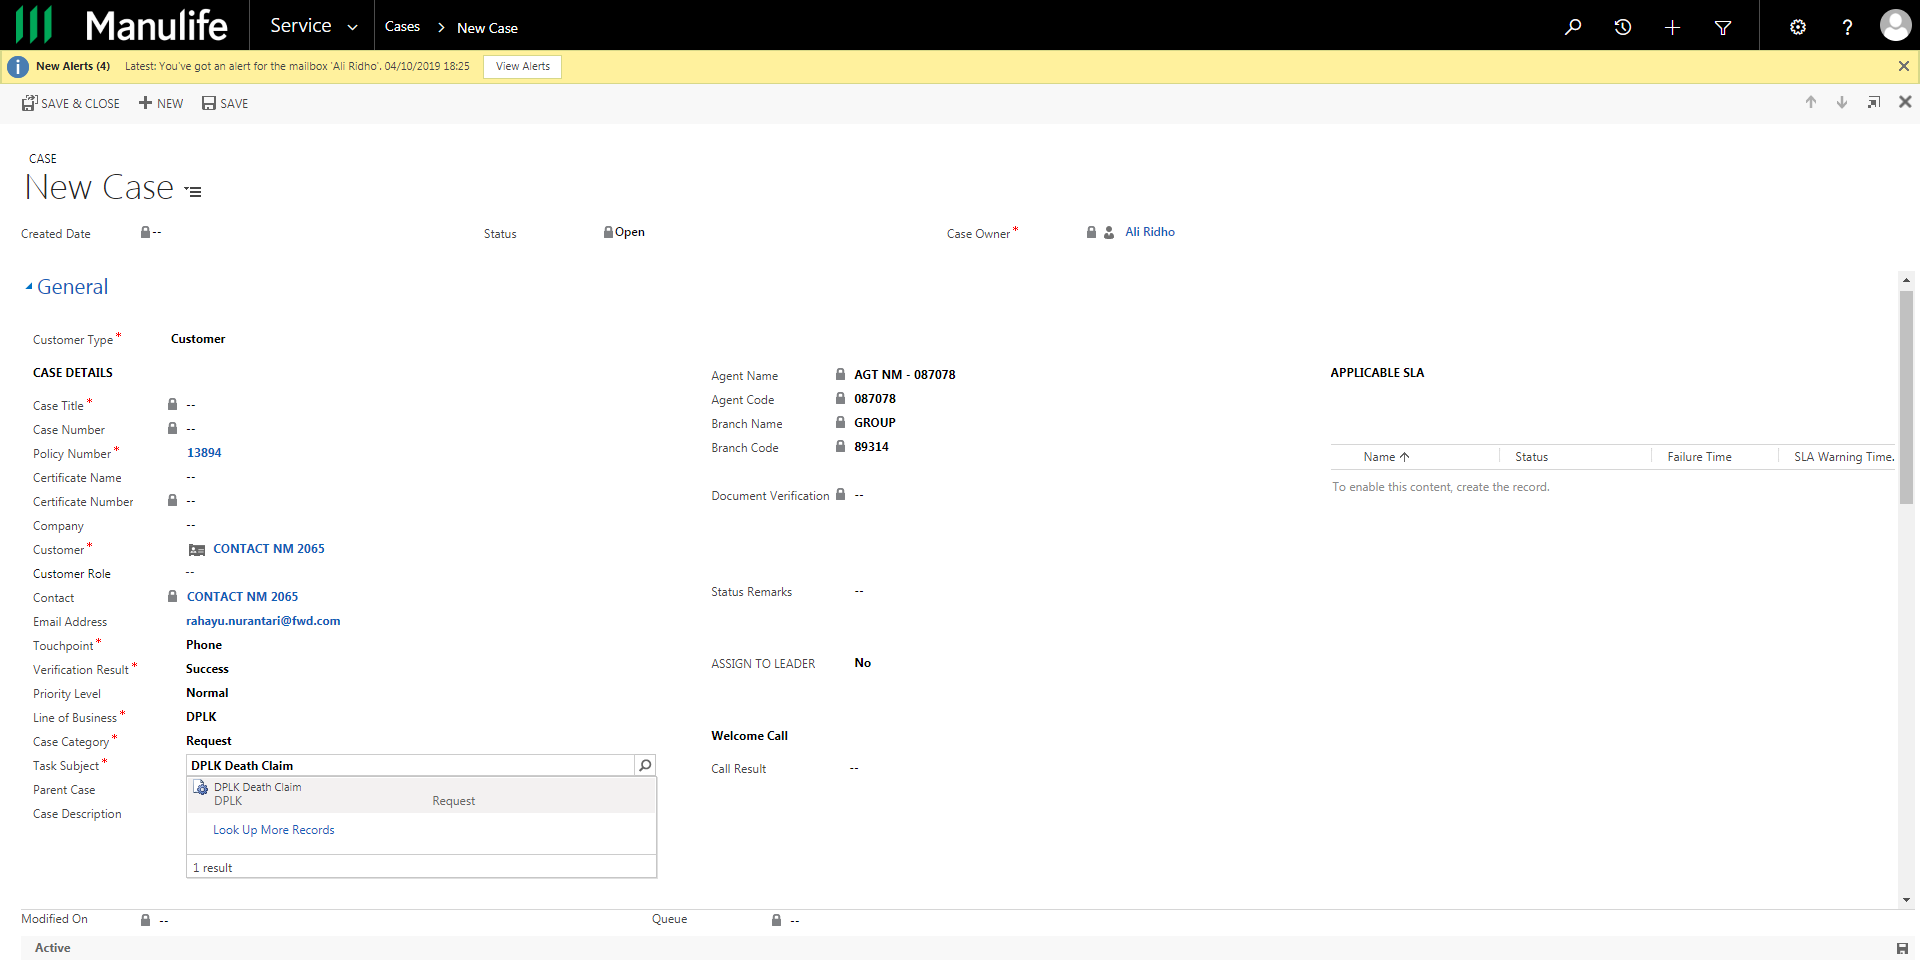 Manulife
Service
Cases > New Case
New Alerts (4) Latest: You've got an alert for the mailbox 'Ali Ridho'. 04/10/2019 18:25 View Alerts
SAVE & CLOSE NEW SAVE
CASE
New Case
Created Date --
Status Open
Case Owner* Ali Ridho
General
Customer Type* Customer
CASE DETAILS
Case Title* --
Case Number --
Policy Number* 13894
Certificate Name --
Certificate Number --
Company --
Customer* CONTACT NM 2065
Customer Role --
Contact CONTACT NM 2065
Email Address rahayu.nurantari@fwd.com
Touchpoint* Phone
Verification Result* Success
Priority Level Normal
Line of Business* DPLK
Case Category* Request
Task Subject* DPLK Death Claim
Parent Case
Case Description
DPLK Death Claim
DPLK Request
Look Up More Records
1 result
Agent Name AGT NM - 087078
Agent Code 087078
Branch Name GROUP
Branch Code 89314
Document Verification --
Status Remarks --
ASSIGN TO LEADER No
Welcome Call
Call Result --
APPLICABLE SLA
Name ↑ Status Failure Time SLA Warning Time.
To enable this content, create the record.
Modified On --
Queue --
Active